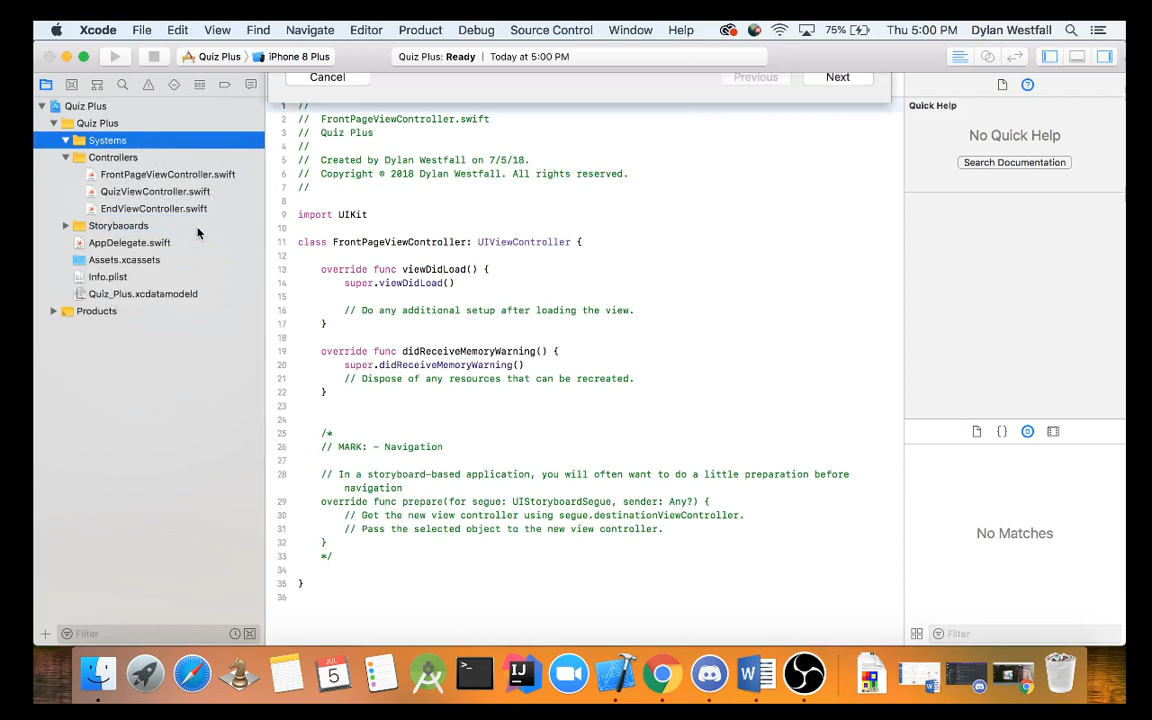 Xcode File Edit View Find Navigate Editor Product Debug Source Control Window Help 75% Thu 5:00 PM Dylan Westfall
Quiz Plus iPhone 8 Plus Quiz Plus: Ready Today at 5:00 PM
Cancel Previous Next
Quiz Plus
Quiz Plus
Systems
Controllers
FrontPageViewController.swift
QuizViewController.swift
EndViewController.swift
Storybaoards
AppDelegate.swift
Assets.xcassets
Info.plist
Quiz_Plus.xcdatamodeld
Products
Filter
1 //
2 // FrontPageViewController.swift
3 // Quiz Plus
4 //
5 // Created by Dylan Westfall on 7/5/18.
6 // Copyright © 2018 Dylan Westfall. All rights reserved.
7 //
8
9 import UIKit
10
11 class FrontPageViewController: UIViewController {
12
13 override func viewDidLoad() {
14 super.viewDidLoad()
15
16 // Do any additional setup after loading the view.
17 }
18
19 override func didReceiveMemoryWarning() {
20 super.didReceiveMemoryWarning()
21 // Dispose of any resources that can be recreated.
22 }
23
24
25 /*
26 // MARK: - Navigation
27
28 // In a storyboard-based application, you will often want to do a little preparation before
navigation
29 override func prepare(for segue: UIStoryboardSegue, sender: Any?) {
30 // Get the new view controller using segue.destinationViewController.
31 // Pass the selected object to the new view controller.
32 }
33 */
34
35 }
36
Quick Help
No Quick Help
Search Documentation
{}
No Matches
Filter
JUL
5